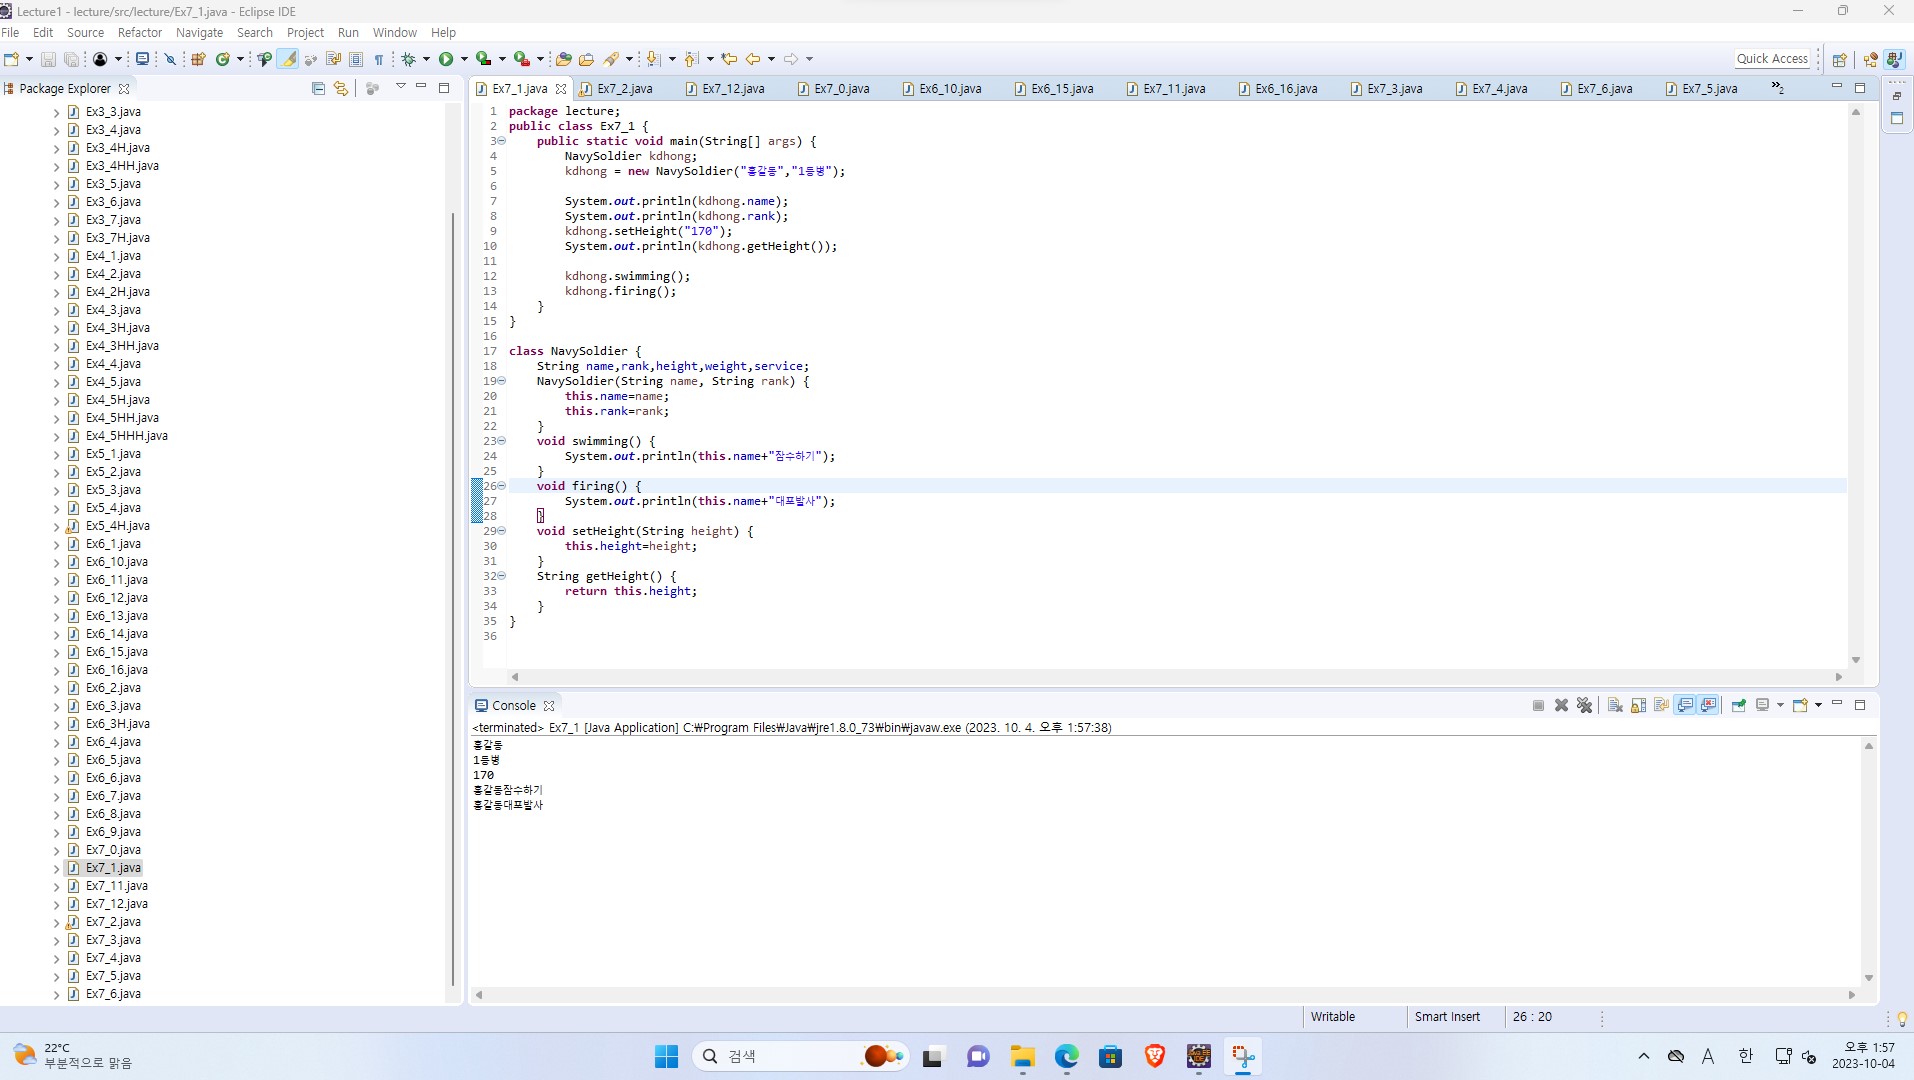 Lecture1 - lecture/src/lecture/Ex7_1.java - Eclipse IDE
File Edit Source Refactor Navigate Search Project Run Window Help
Quick Access
Package Explorer
Ex3_3.java
Ex3_4.java
Ex3_4H.java
Ex3_4HH.java
Ex3_5.java
Ex3_6.java
Ex3_7.java
Ex3_7H.java
Ex4_1.java
Ex4_2.java
Ex4_2H.java
Ex4_3.java
Ex4_3H.java
Ex4_3HH.java
Ex4_4.java
Ex4_5.java
Ex4_5H.java
Ex4_5HH.java
Ex4_5HHH.java
Ex5_1.java
Ex5_2.java
Ex5_3.java
Ex5_4.java
Ex5_4H.java
Ex6_1.java
Ex6_10.java
Ex6_11.java
Ex6_12.java
Ex6_13.java
Ex6_14.java
Ex6_15.java
Ex6_16.java
Ex6_2.java
Ex6_3.java
Ex6_3H.java
Ex6_4.java
Ex6_5.java
Ex6_6.java
Ex6_7.java
Ex6_8.java
Ex6_9.java
Ex7_0.java
Ex7_1.java
Ex7_11.java
Ex7_12.java
Ex7_2.java
Ex7_3.java
Ex7_4.java
Ex7_5.java
Ex7_6.java
Ex7_1.java Ex7_2.java Ex7_12.java Ex7_0.java Ex6_10.java Ex6_15.java Ex7_11.java Ex6_16.java Ex7_3.java Ex7_4.java Ex7_6.java Ex7_5.java »2
1 package lecture;
2 public class Ex7_1 {
3 public static void main(String[] args) {
4 NavySoldier kdhong;
5 kdhong = new NavySoldier("홍갈동","1등병");
6
7 System.out.println(kdhong.name);
8 System.out.println(kdhong.rank);
9 kdhong.setHeight("170");
10 System.out.println(kdhong.getHeight());
11
12 kdhong.swimming();
13 kdhong.firing();
14 }
15 }
16
17 class NavySoldier {
18 String name,rank,height,weight,service;
19 NavySoldier(String name, String rank) {
20 this.name=name;
21 this.rank=rank;
22 }
23 void swimming() {
24 System.out.println(this.name+"잠수하기");
25 }
26 void firing() {
27 System.out.println(this.name+"대포발사");
28 }
29 void setHeight(String height) {
30 this.height=height;
31 }
32 String getHeight() {
33 return this.height;
34 }
35 }
36
Console
<terminated> Ex7_1 [Java Application] C:₩Program Files₩Java₩jre1.8.0_73₩bin₩javaw.exe (2023. 10. 4. 오후 1:57:38)
홍갈동
1등병
170
홍갈동잠수하기
홍갈동대포발사
Writable Smart Insert 26 : 20
22°C
부분적으로 맑음
검색
A 한
오후 1:57
2023-10-04